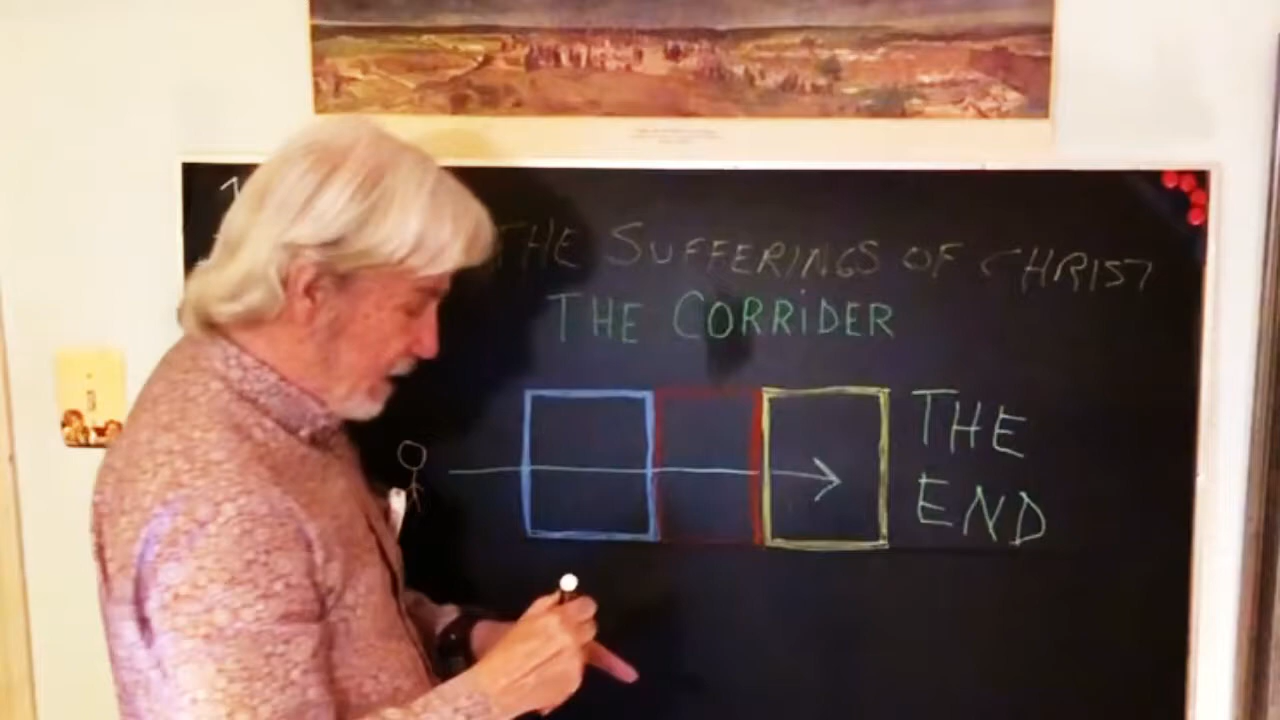 THE SUFFERINGS OF CHRIST
THE CORRIDER
THE
END